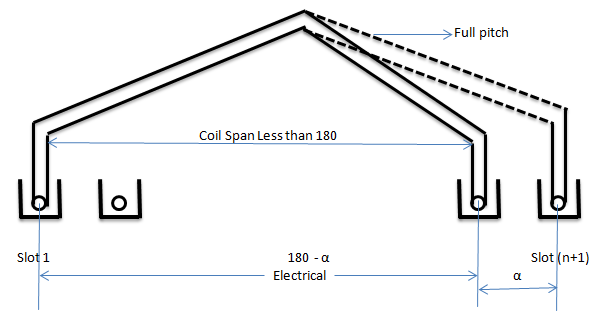 Full pitch
Coil Span Less than 180
Slot 1
180 - α
Slot (n+1)
Electrical
α